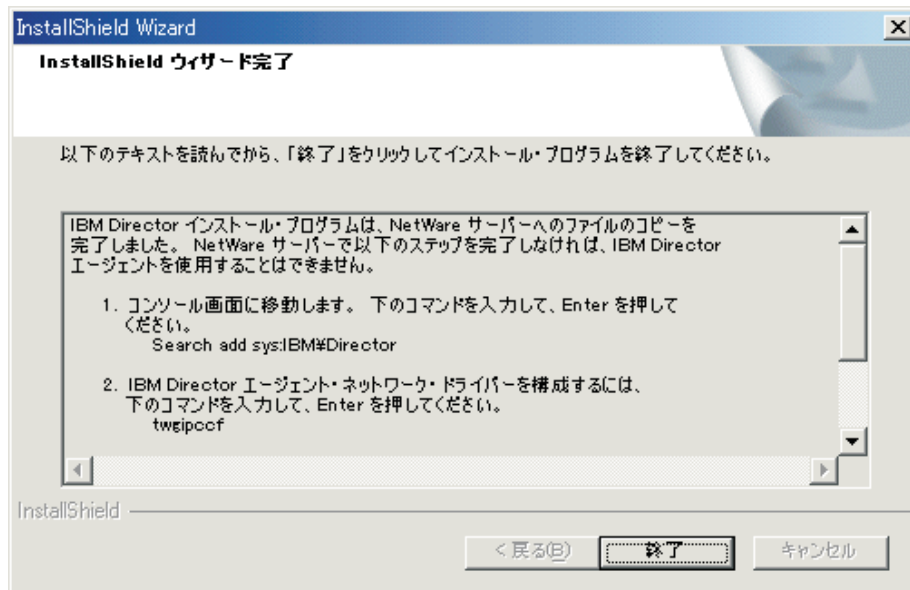 InstallShield Wizard
InstallShield ウィザード完了
以下のテキストを読んでから、「終了」をクリックしてインストール・プログラムを終了してください。
IBM Director インストール・プログラムは、NetWare サーバーへのファイルのコピーを
完了しました。 NetWare サーバーで以下のステップを完了しなければ、IBM Director
エージェントを使用することはできません。
1. コンソール画面に移動します。 下のコマンドを入力して、Enter を押して
ください。
Search add sys:IBM¥Director
2. IBM Director エージェント・ネットワーク・ドライバーを構成するには、
下のコマンドを入力して、Enter を押してください。
twgipccf
InstallShield
< 戻る(B)
終了
キャンセル